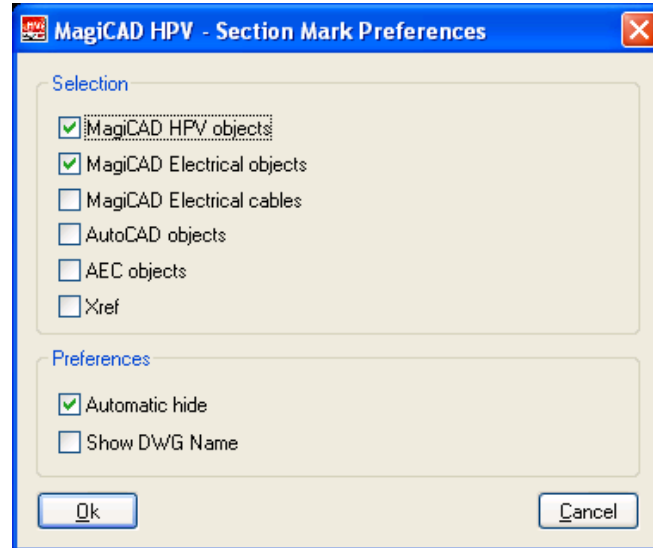 MagiCAD HPV - Section Mark Preferences
Selection
MagiCAD HPV objects
MagiCAD Electrical objects
MagiCAD Electrical cables
AutoCAD objects
AEC objects
Xref
Preferences
Automatic hide
Show DWG Name
Ok Cancel